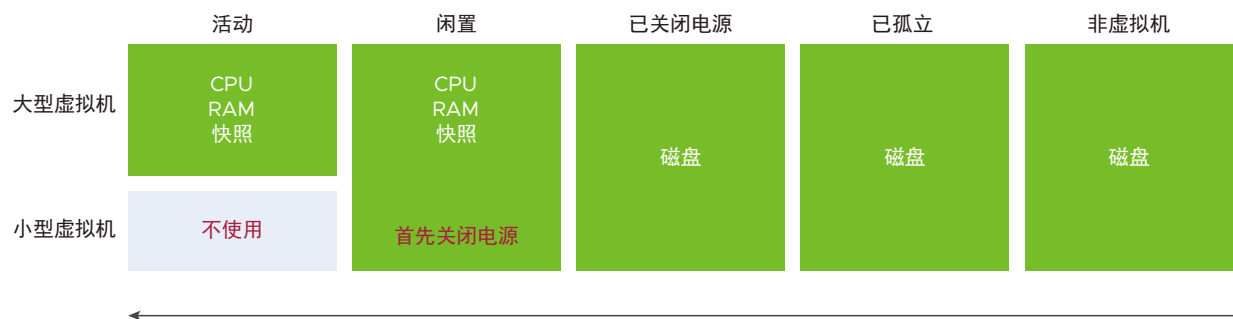 活动
闲置
已关闭电源
已孤立
非虚拟机
大型虚拟机
CPU
RAM
快照
CPU
RAM
快照
磁盘
磁盘
磁盘
小型虚拟机
不使用
首先关闭电源